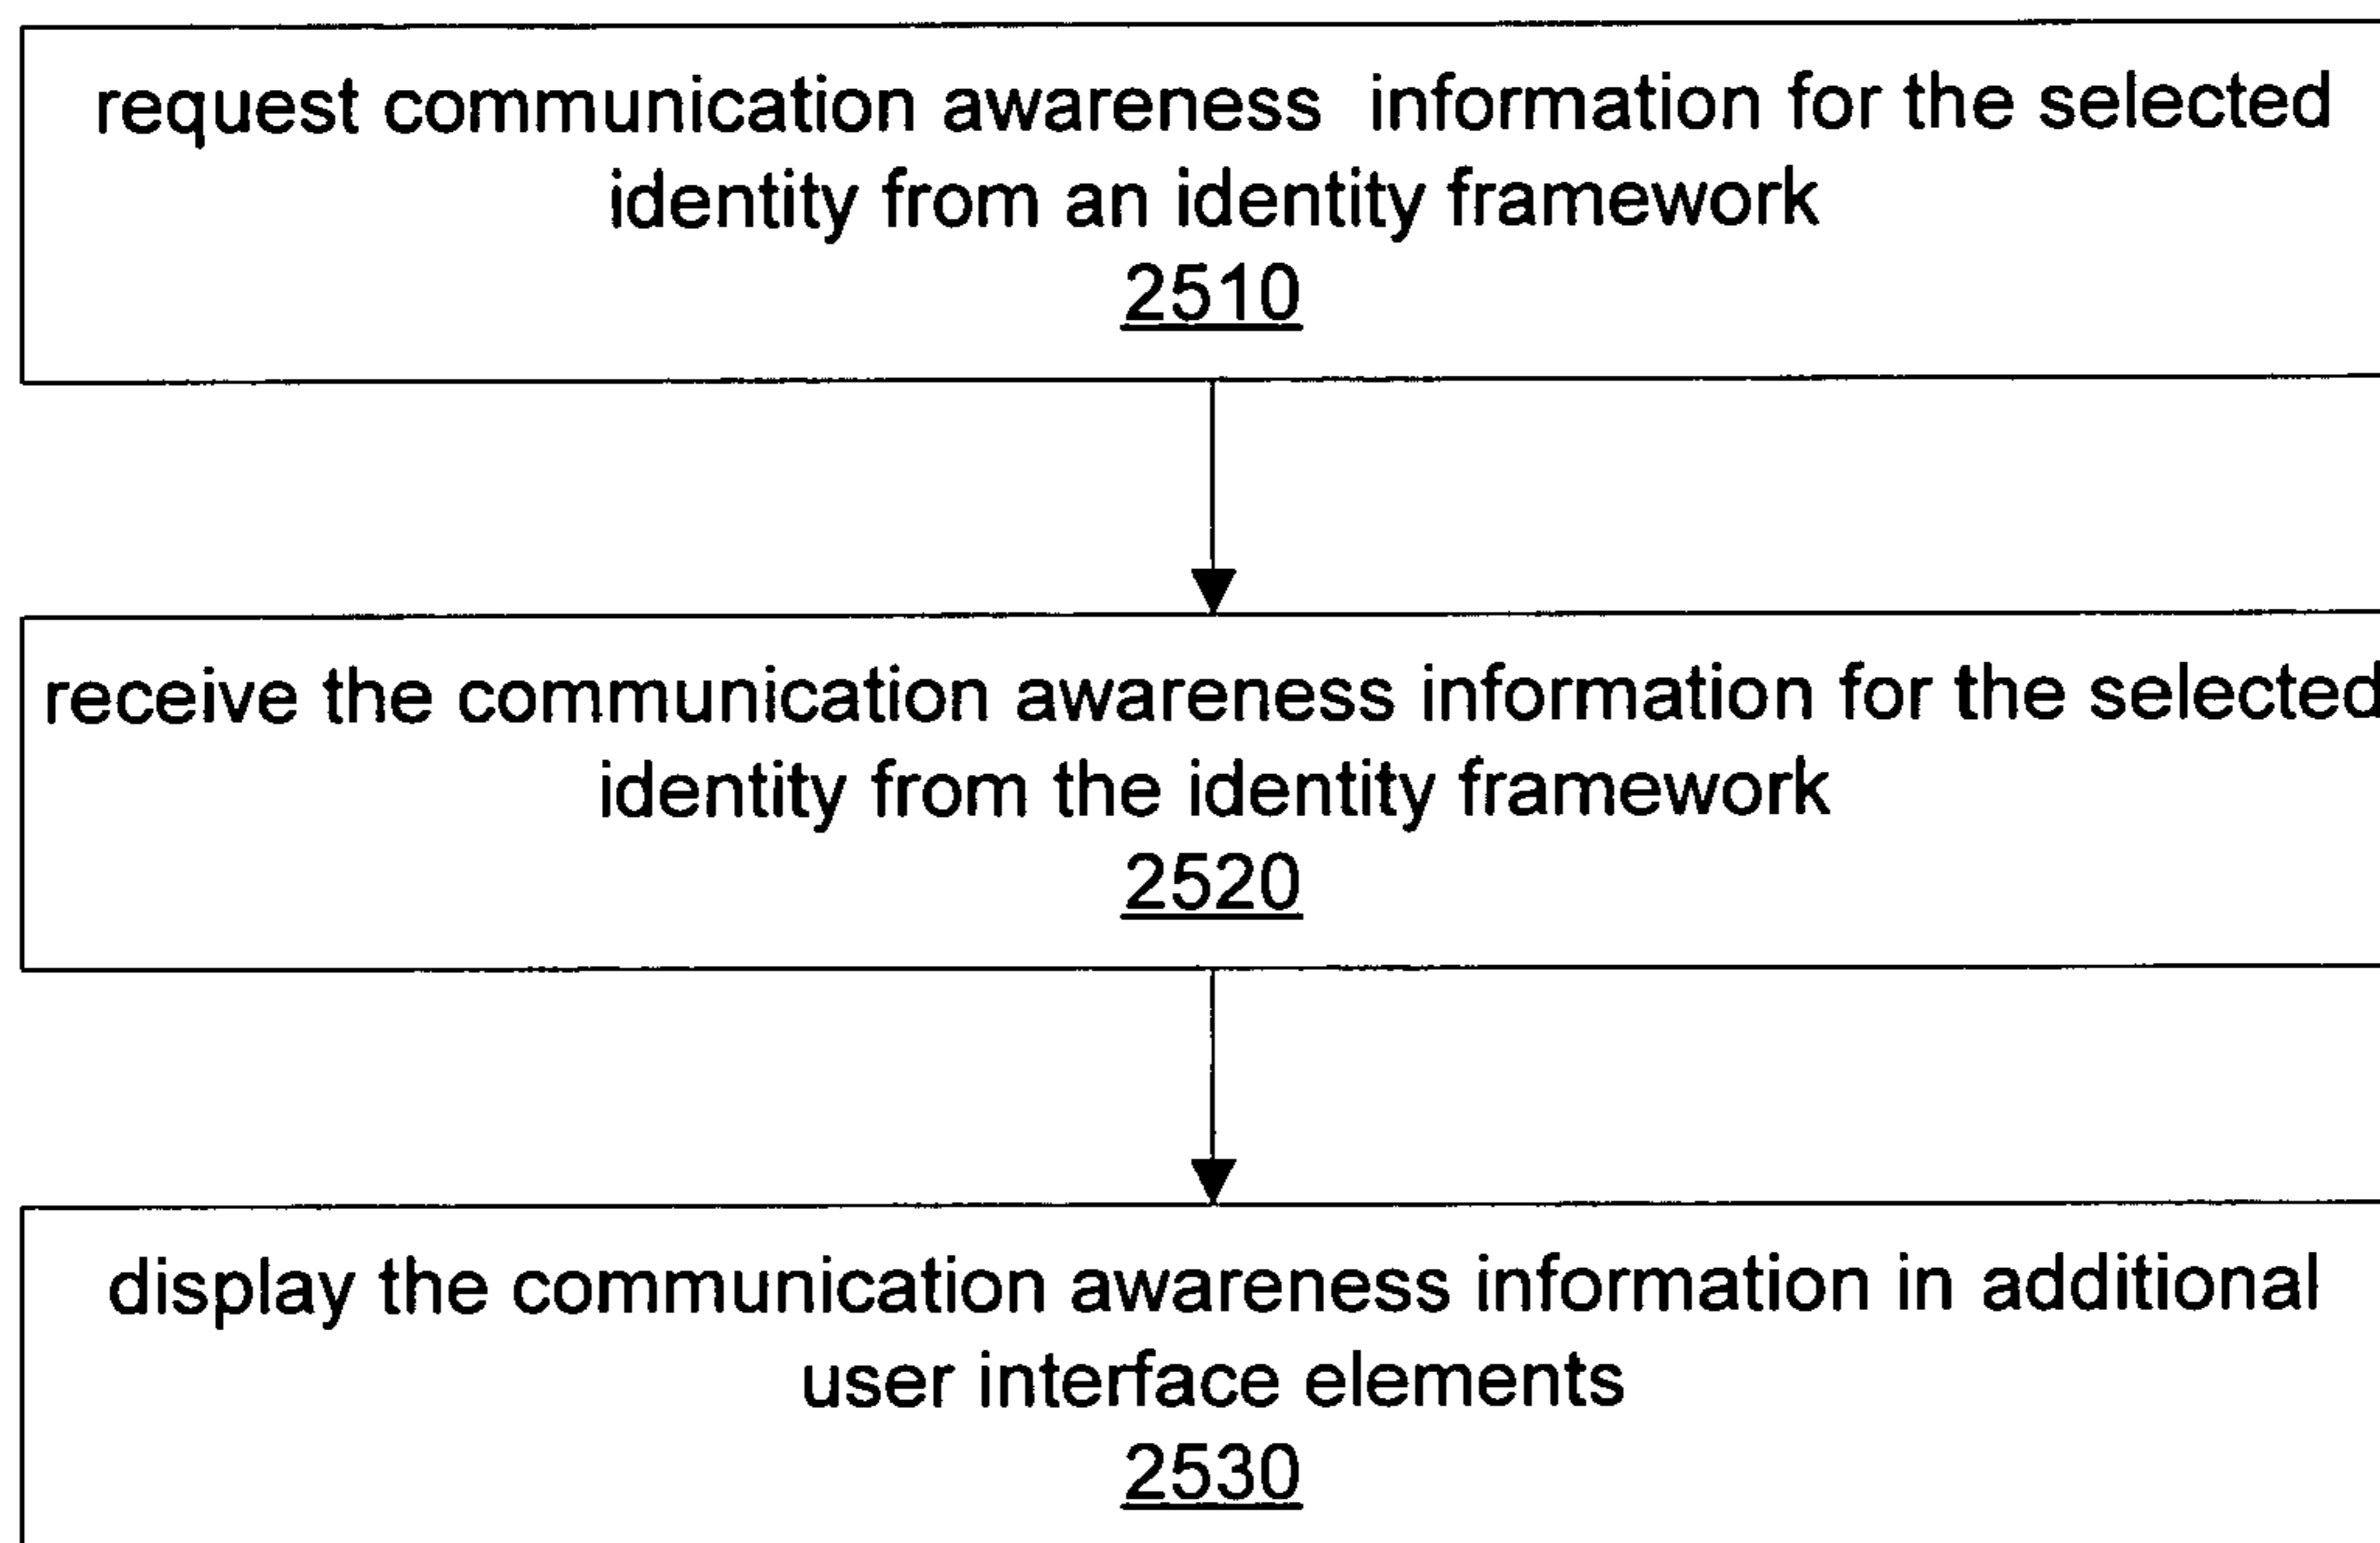 request communication awareness information for the selected
identity from an identity framework
2510
receive the communication awareness information for the selected
identity from the identity framework
2520
display the communication awareness information in additional
user interface elements
2530